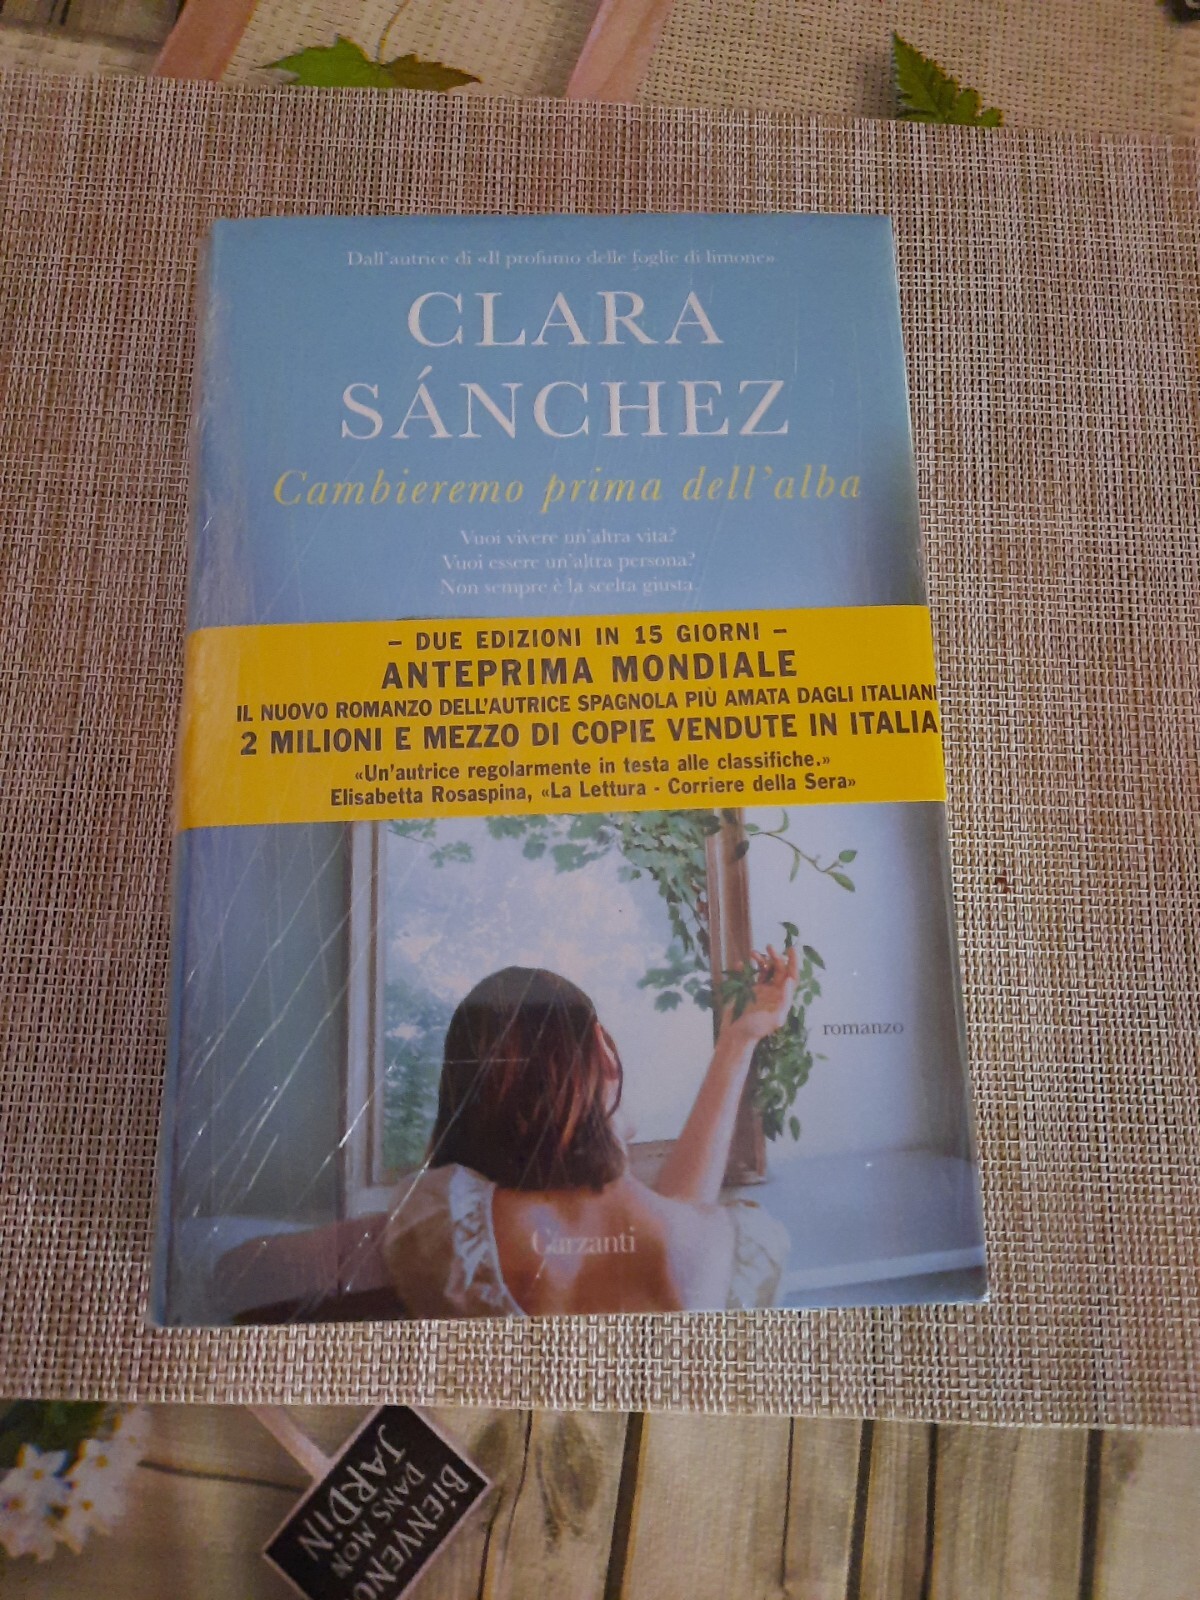 Dall'autrice di «Il profumo delle foglie di limone»
CLARA
SÁNCHEZ
Cambieremo prima dell'alba
Vuoi vivere un'altra vita?
Vuoi essere un'altra persona?
Non sempre è la scelta giusta.
– DUE EDIZIONI IN 15 GIORNI –
ANTEPRIMA MONDIALE
IL NUOVO ROMANZO DELL'AUTRICE SPAGNOLA PIÙ AMATA DAGLI ITALIANI
2 MILIONI E MEZZO DI COPIE VENDUTE IN ITALIA
«Un'autrice regolarmente in testa alle classifiche.»
Elisabetta Rosaspina, «La Lettura - Corriere della Sera»
romanzo
Garzanti
BiENVENU
DANS MON
JARDiN